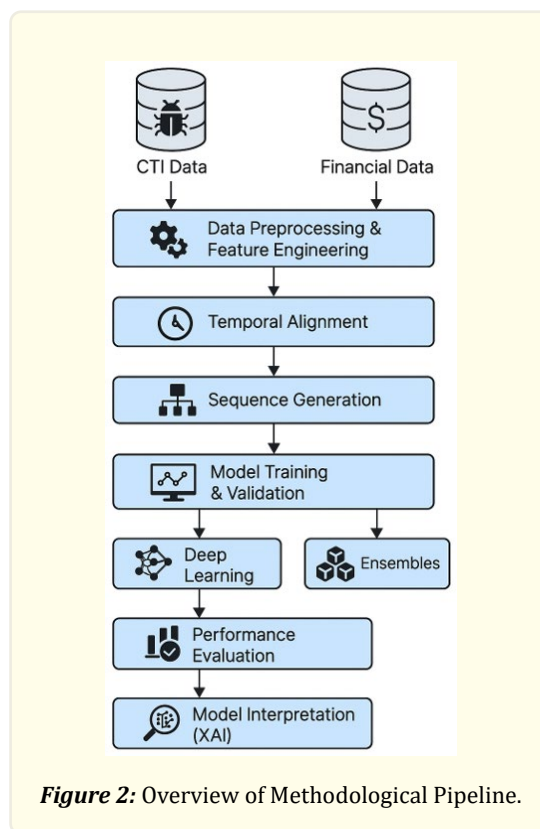 CTI Data
Financial Data
Data Preprocessing &
Feature Engineering
Temporal Alignment
Sequence Generation
Model Training
& Validation
Deep
Learning
Ensembles
Performance
Evaluation
Model Interpretation
(XAI)
Figure 2: Overview of Methodological Pipeline.